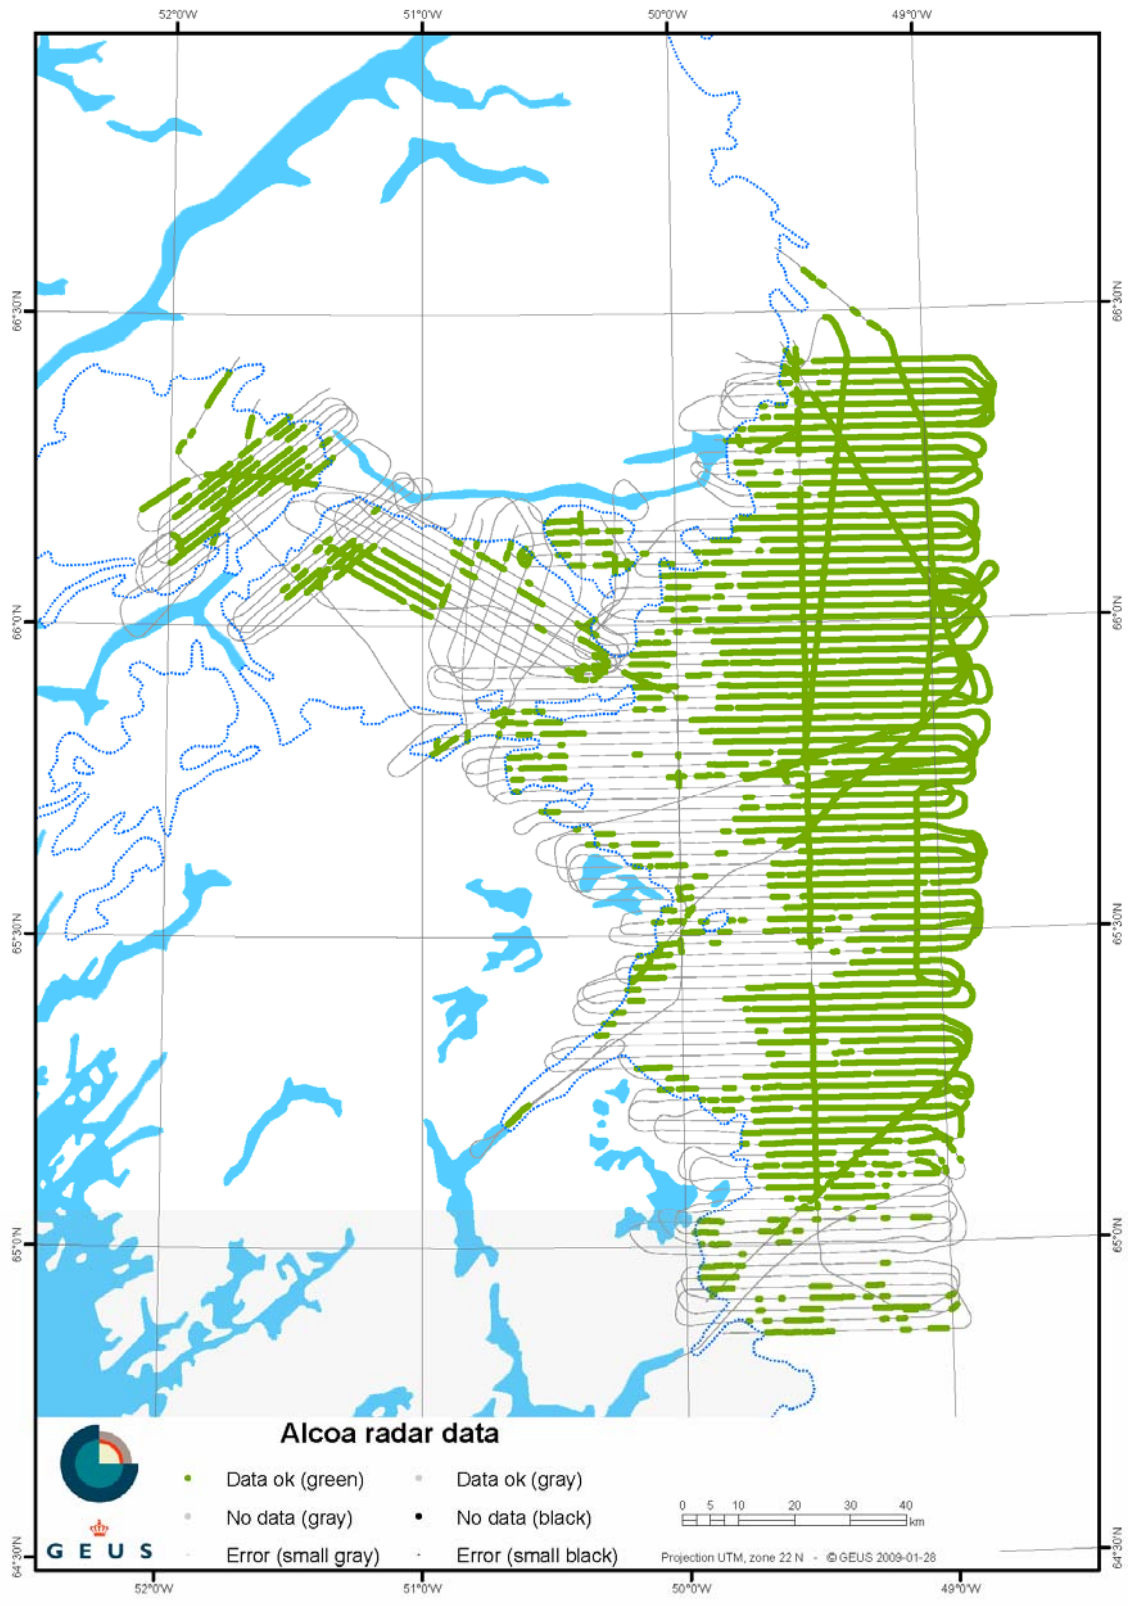 52°0'W 51°0'W 50°0'W 49°0'W
66°30'N 66°30'N
66°0'N 66°0'N
65°30'N 65°30'N
65°0'N 65°0'N
Alcoa radar data
Data ok (green) Data ok (gray)
No data (gray) No data (black)
Error (small gray) Error (small black)
GEUS
0 5 10 20 30 40
km
Projection UTM, zone 22 N - © GEUS 2009-01-28
64°30'N 64°30'N
52°0'W 51°0'W 50°0'W 49°0'W